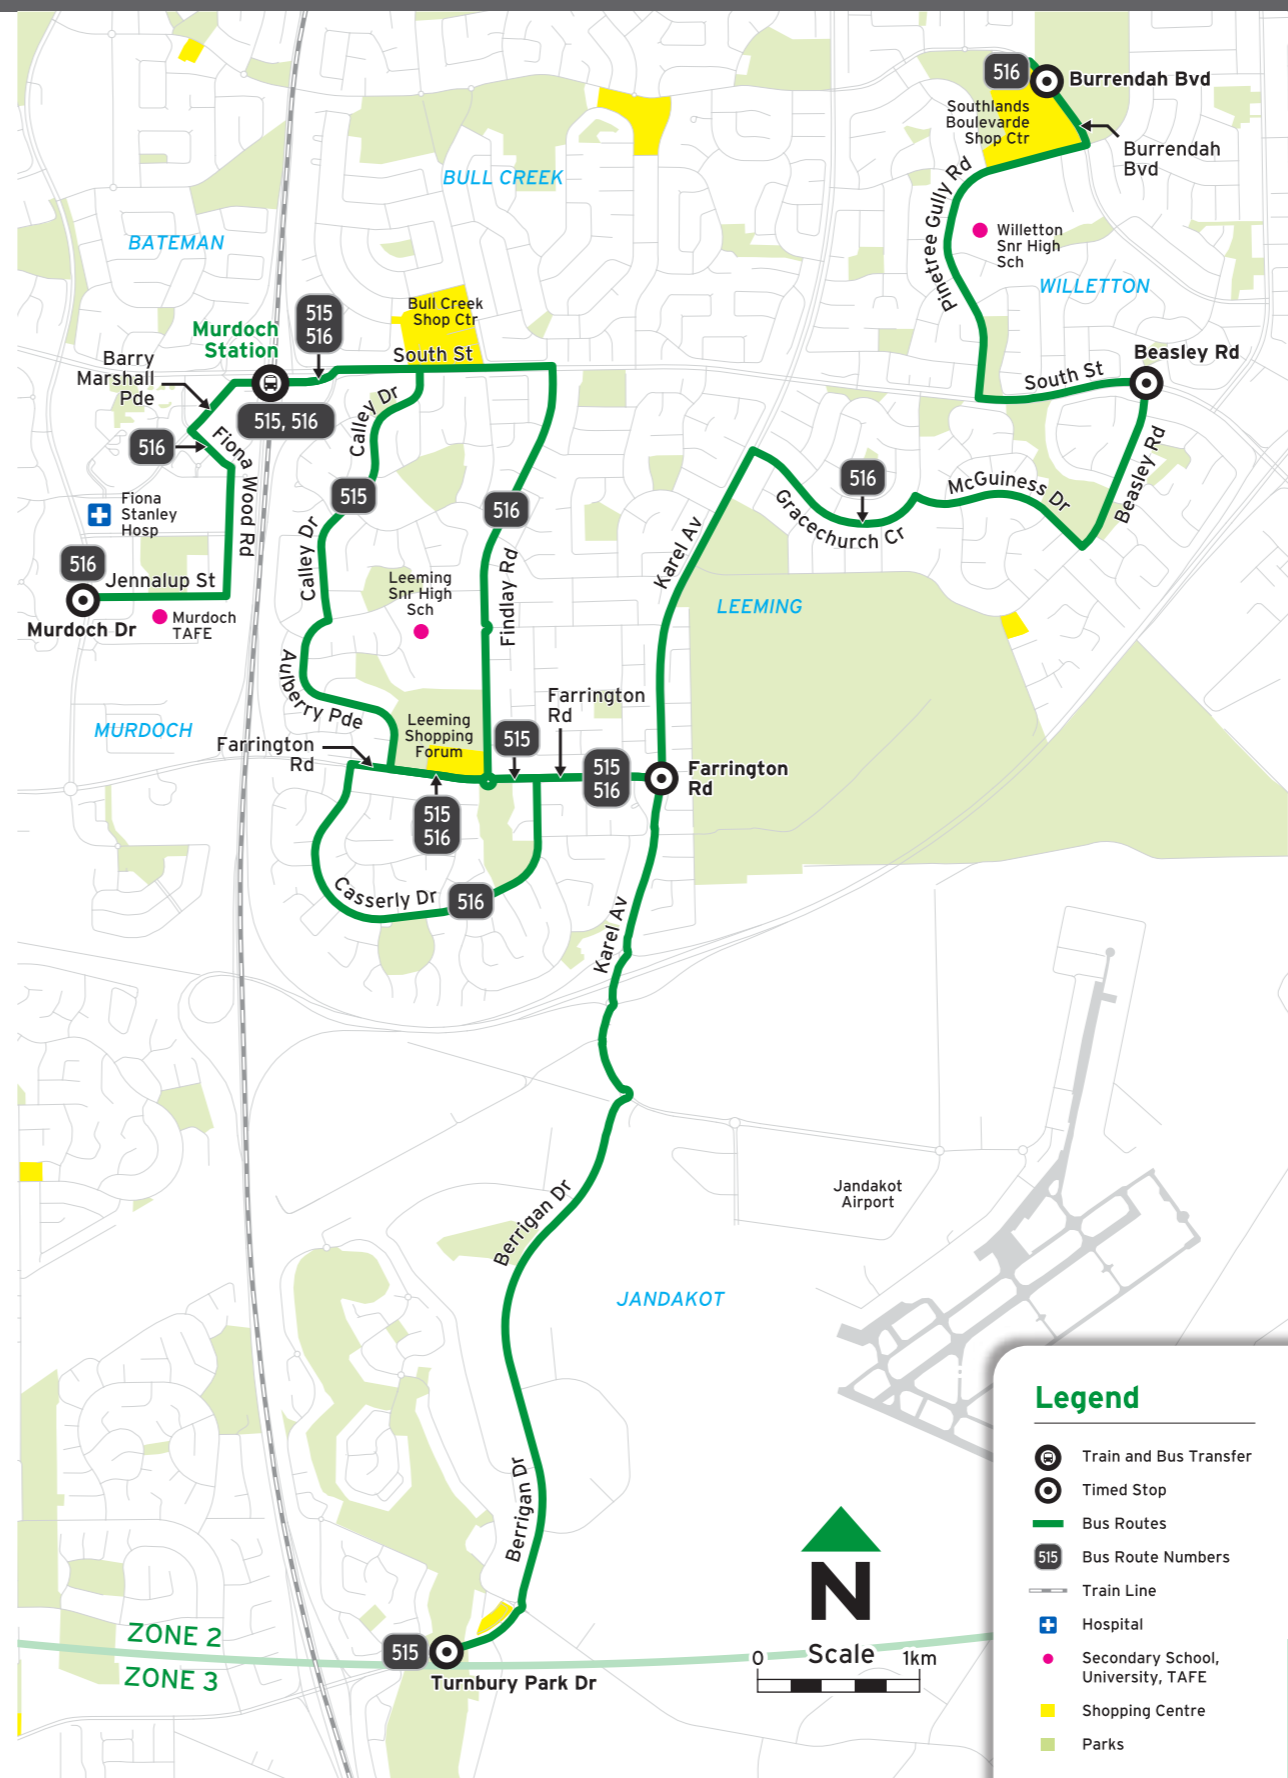 516
Burrendah Bvd
Southlands
Boulevarde
Shop Ctr
Burrendah
Bvd
BULL CREEK
Pinetree Gully Rd
Willetton
Snr High
Sch
BATEMAN
WILLETTON
515
516
Bull Creek
Shop Ctr
Murdoch
Station
South St
Barry
Marshall
Pde
Beasley Rd
South St
515, 516
Calley Dr
516
Fiona Wood Rd
Beasley Rd
McGuiness Dr
516
Gracechurch Cr
515
516
Fiona
Stanley
Hosp
Calley Dr
Karel Av
516
Jennalup St
Leeming
Snr High
Sch
Findlay Rd
LEEMING
Murdoch Dr
Murdoch
TAFE
Aulberry Pde
Farrington
Rd
MURDOCH
Leeming
Shopping
Forum
515
Farrington
Rd
515
516
Farrington
Rd
515
516
Casserly Dr
516
Karel Av
Jandakot
Airport
Berrigan Dr
JANDAKOT
Berrigan Dr
Legend
Train and Bus Transfer
Timed Stop
Bus Routes
515
Bus Route Numbers
Train Line
Hospital
Secondary School,
University, TAFE
Shopping Centre
Parks
N
Scale
0
1km
ZONE 2
ZONE 3
515
Turnbury Park Dr